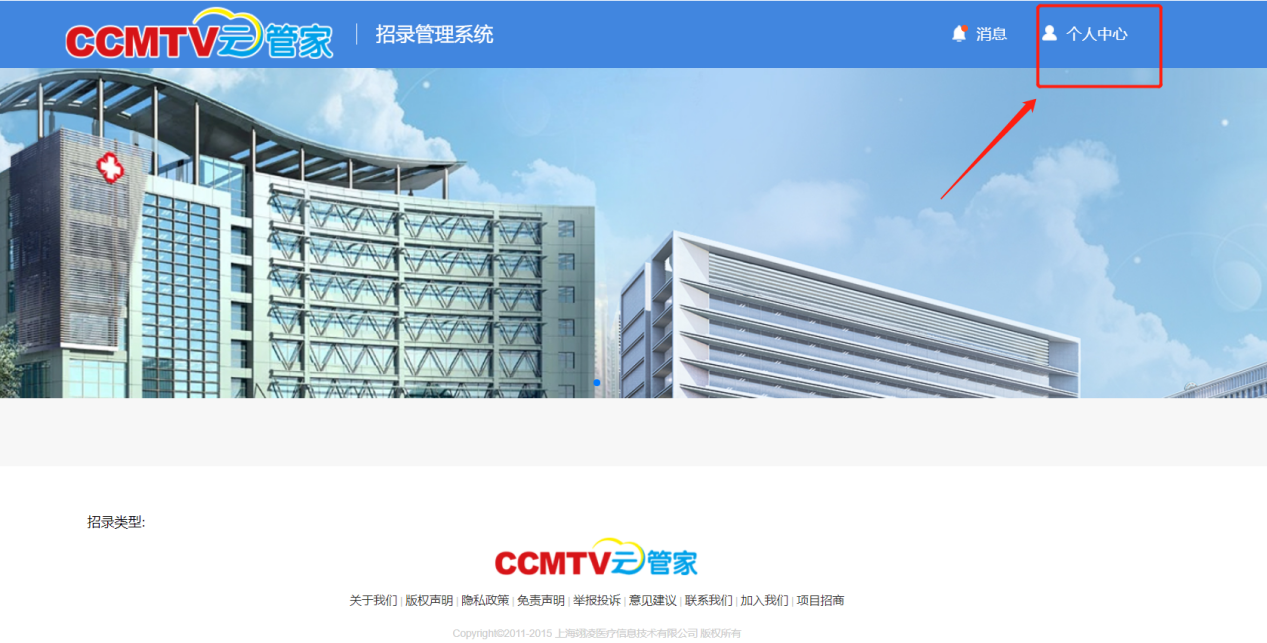 CCMTV云管家 招录管理系统 消息 个人中心
招录类型:
CCMTV云管家
关于我们 | 版权声明 | 隐私政策 | 免责声明 | 举报投诉 | 意见建议 | 联系我们 | 加入我们 | 项目招商
Copyright©2011-2015 上海翊凌医疗信息技术有限公司 版权所有